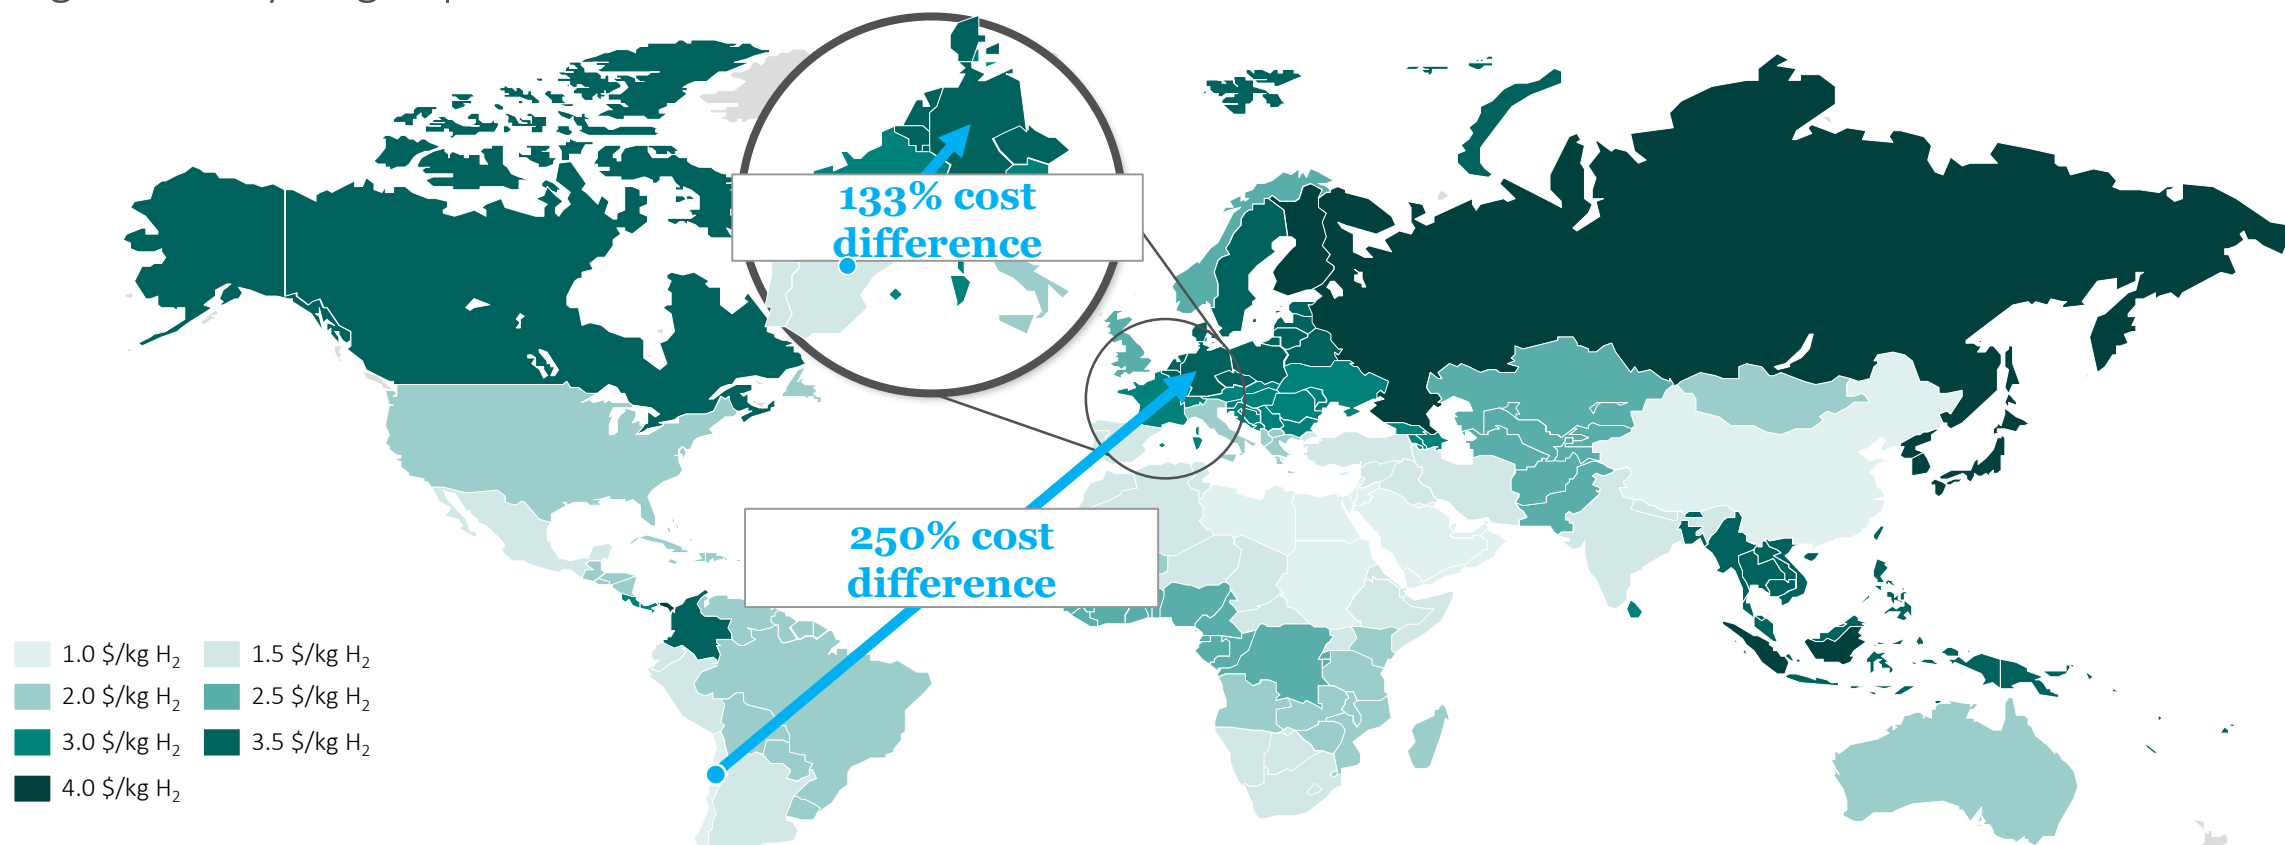 133% cost
difference
250% cost
difference
1.0 $/kg H₂
1.5 $/kg H₂
2.0 $/kg H₂
2.5 $/kg H₂
3.0 $/kg H₂
3.5 $/kg H₂
4.0 $/kg H₂